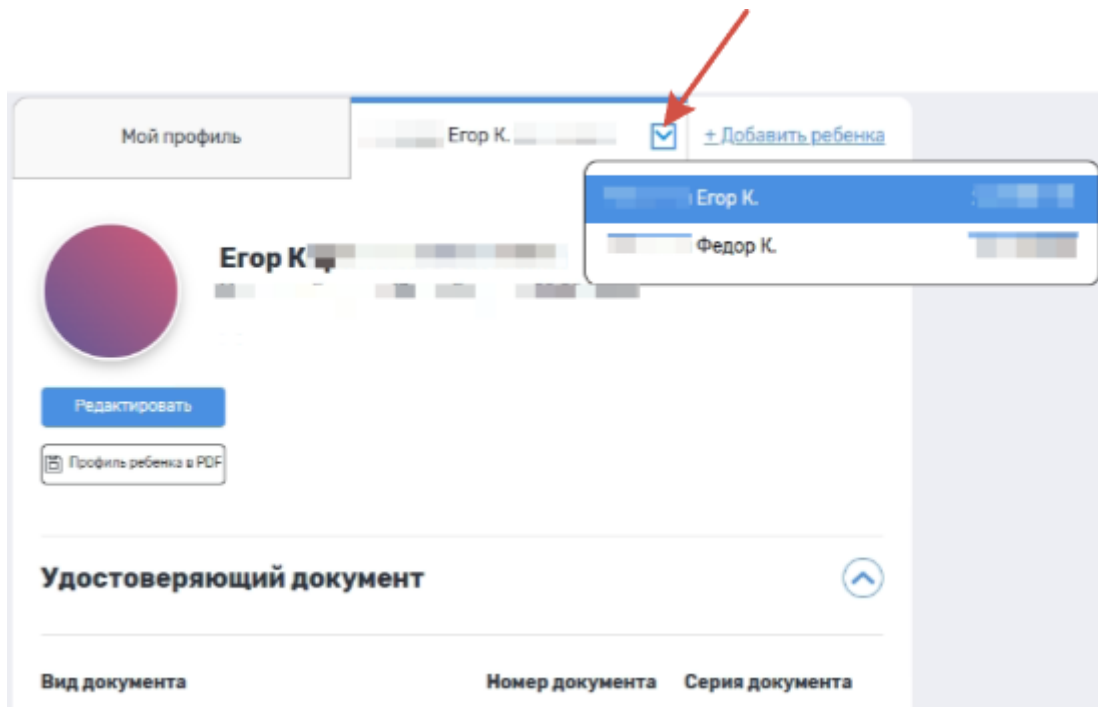 Мой профиль
Егор К.
+ Добавить ребенка
Егор К.
Федор К.
Егор К
Редактировать
Профиль ребенка в PDF
Удостоверяющий документ
Вид документа Номер документа Серия документа